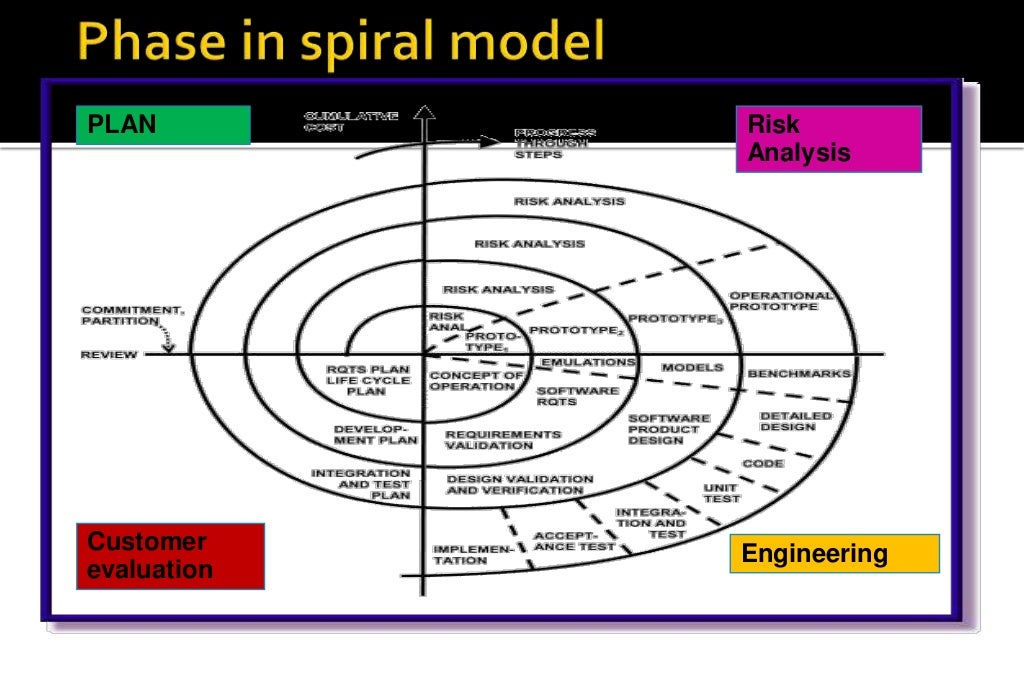 Phase in spiral model
PLAN
CUMULATIVE
COST
PROGRESS
THROUGH
STEPS
Risk
Analysis
RISK ANALYSIS
RISK ANALYSIS
RISK ANALYSIS
RISK
ANAL.
PROTO-
TYPE1
PROTOTYPE2
PROTOTYPE3
OPERATIONAL
PROTOTYPE
COMMITMENT,
PARTITION
REVIEW
RQTS PLAN
LIFE CYCLE
PLAN
CONCEPT OF
OPERATION
EMULATIONS
MODELS
BENCHMARKS
SOFTWARE
RQTS
SOFTWARE
PRODUCT
DESIGN
DETAILED
DESIGN
DEVELOP-
MENT PLAN
REQUIREMENTS
VALIDATION
CODE
INTEGRATION
AND TEST
PLAN
DESIGN VALIDATION
AND VERIFICATION
UNIT
TEST
INTEGRA-
TION AND
TEST
ACCEPT-
ANCE TEST
IMPLEMEN-
TATION
Customer
evaluation
Engineering